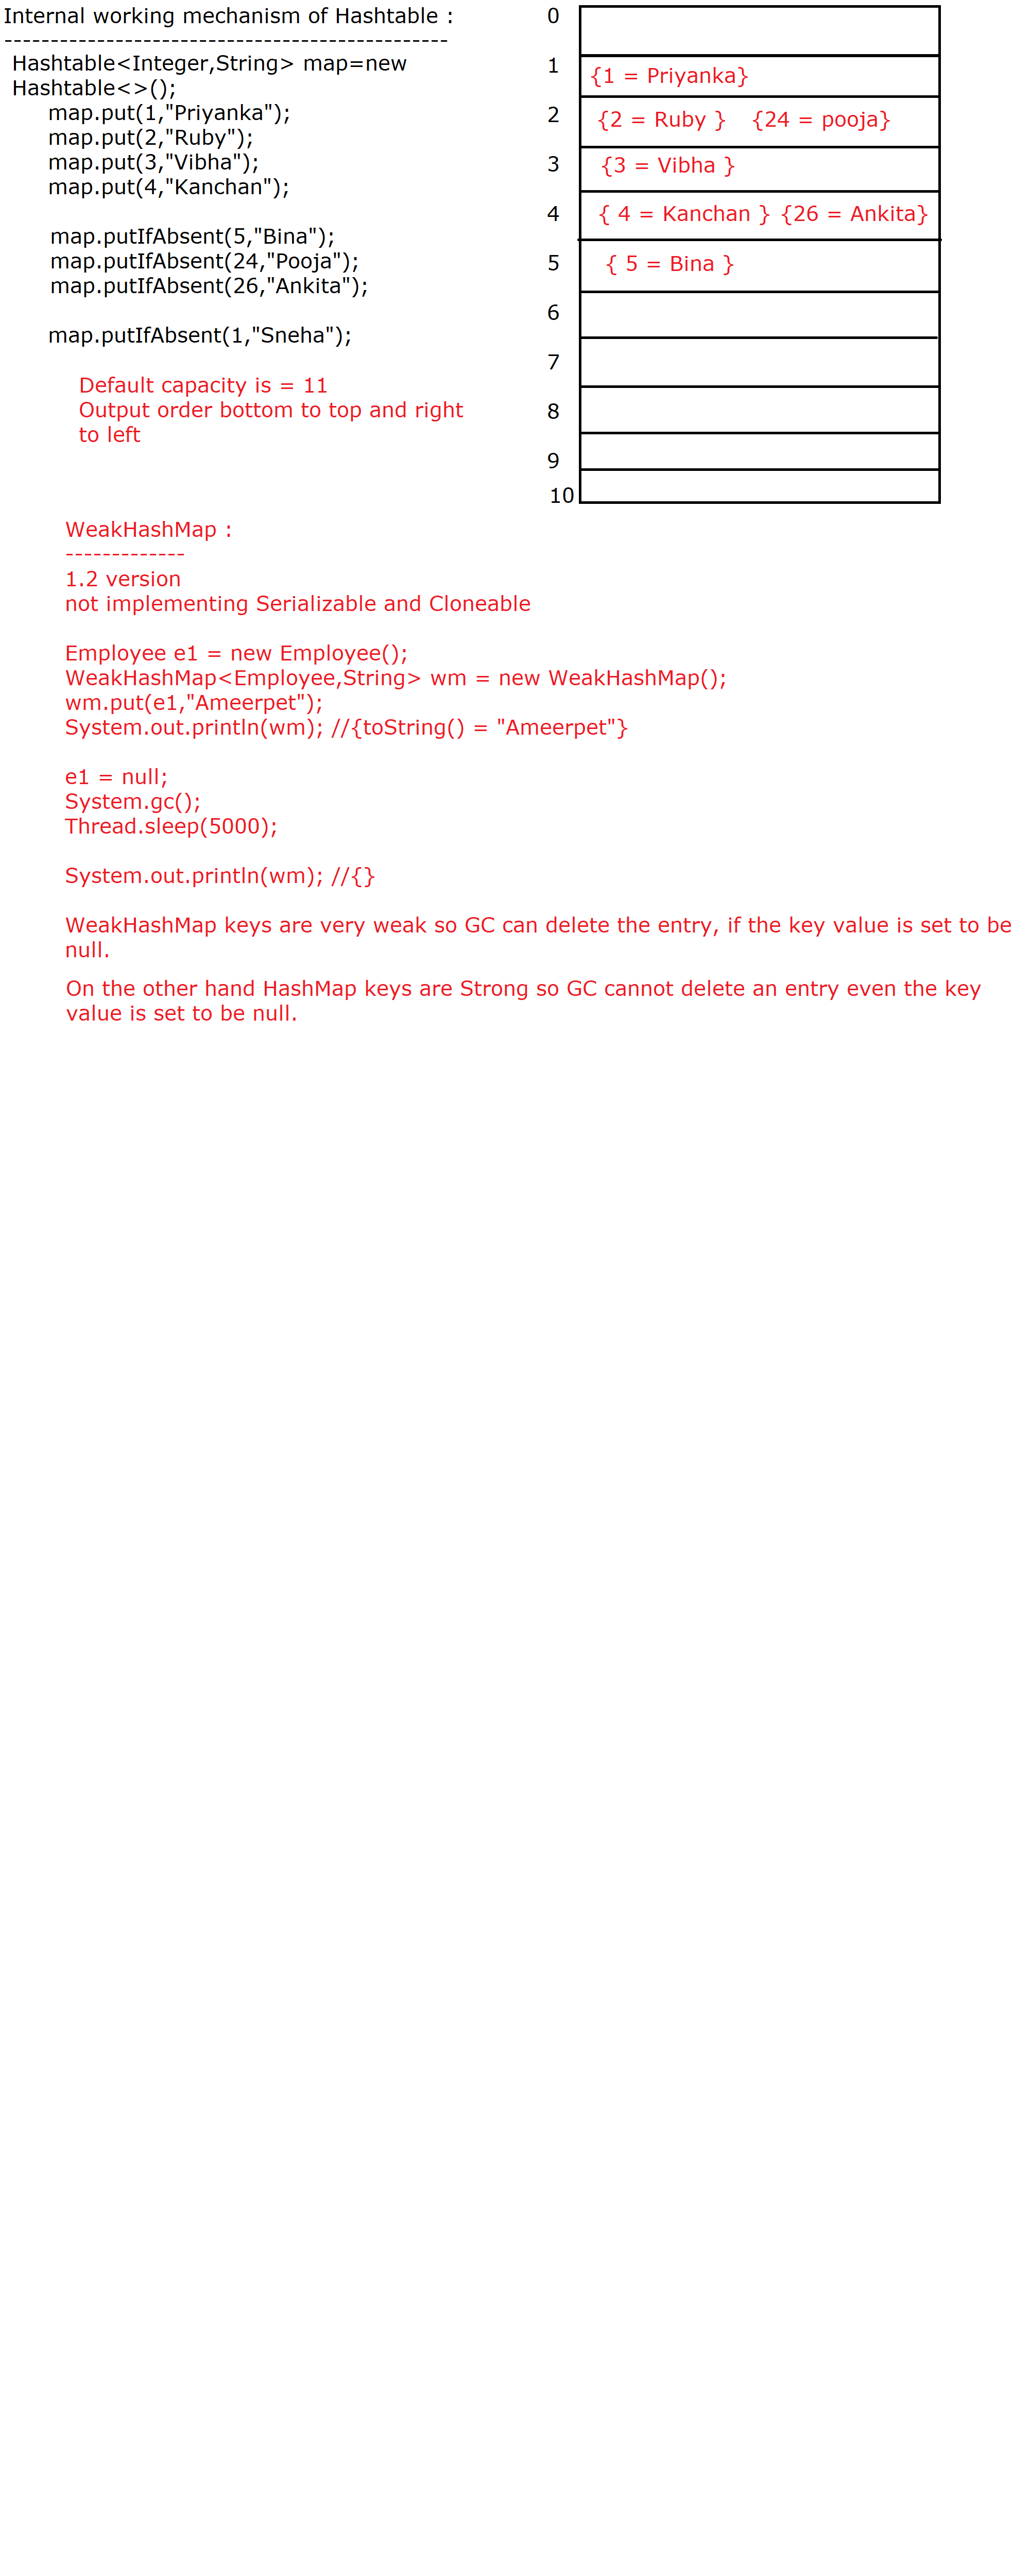 Internal working mechanism of Hashtable :
------------------------------------------------
Hashtable<Integer,String> map=new
Hashtable<>();
map.put(1,"Priyanka");
map.put(2,"Ruby");
map.put(3,"Vibha");
map.put(4,"Kanchan");
map.putIfAbsent(5,"Bina");
map.putIfAbsent(24,"Pooja");
map.putIfAbsent(26,"Ankita");
map.putIfAbsent(1,"Sneha");
Default capacity is = 11
Output order bottom to top and right
to left
0
1 {1 = Priyanka}
2 {2 = Ruby } {24 = pooja}
3 {3 = Vibha }
4 { 4 = Kanchan } {26 = Ankita}
5 { 5 = Bina }
6
7
8
9
10
WeakHashMap :
-------------
1.2 version
not implementing Serializable and Cloneable
Employee e1 = new Employee();
WeakHashMap<Employee,String> wm = new WeakHashMap();
wm.put(e1,"Ameerpet");
System.out.println(wm); //{toString() = "Ameerpet"}
e1 = null;
System.gc();
Thread.sleep(5000);
System.out.println(wm); //{}
WeakHashMap keys are very weak so GC can delete the entry, if the key value is set to be
null.
On the other hand HashMap keys are Strong so GC cannot delete an entry even the key
value is set to be null.